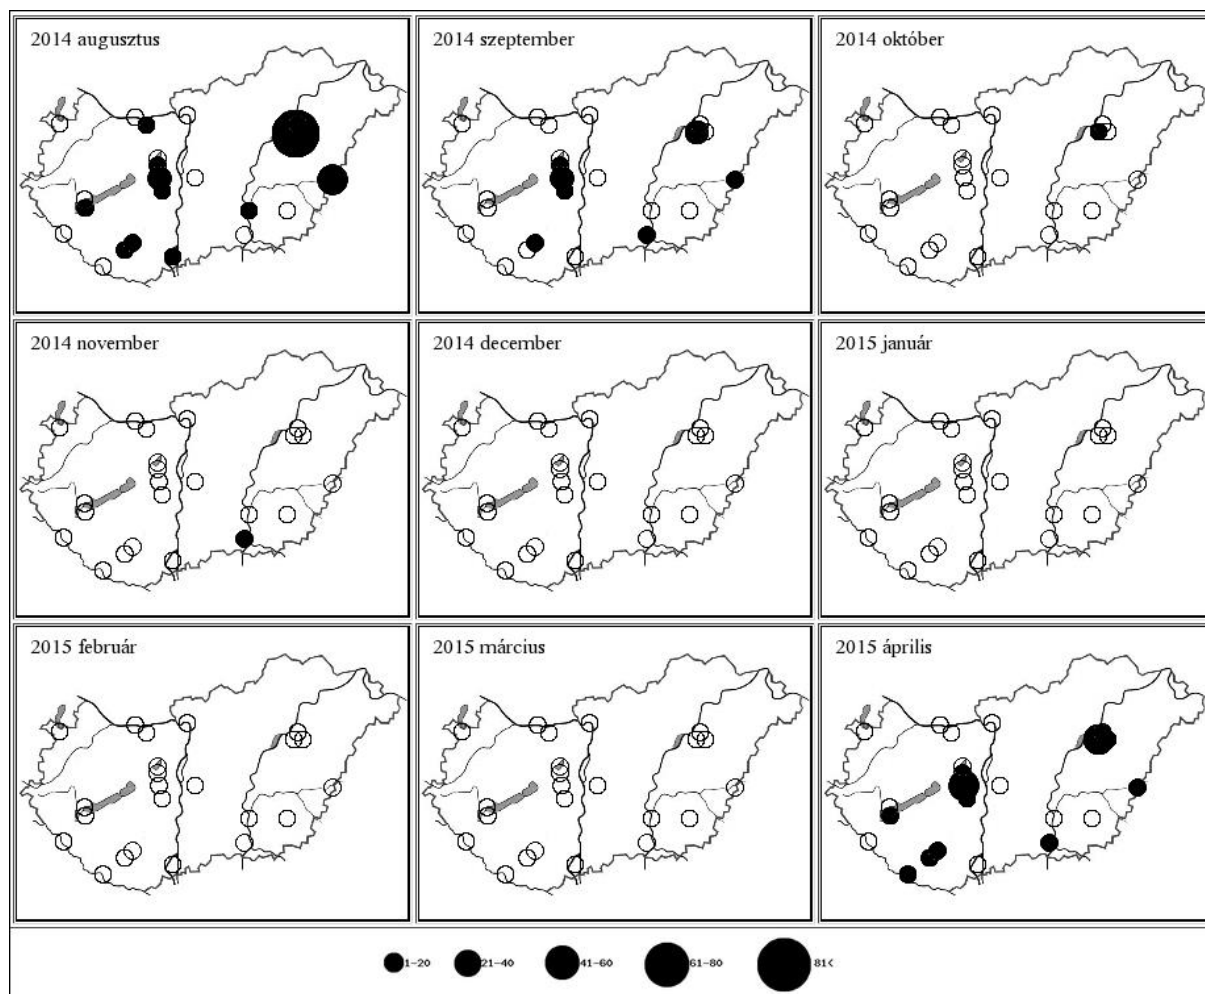 2014 augusztus
2014 szeptember
2014 október
2014 november
2014 december
2015 január
2015 február
2015 március
2015 április
1-20
21-40
41-60
61-80
81<